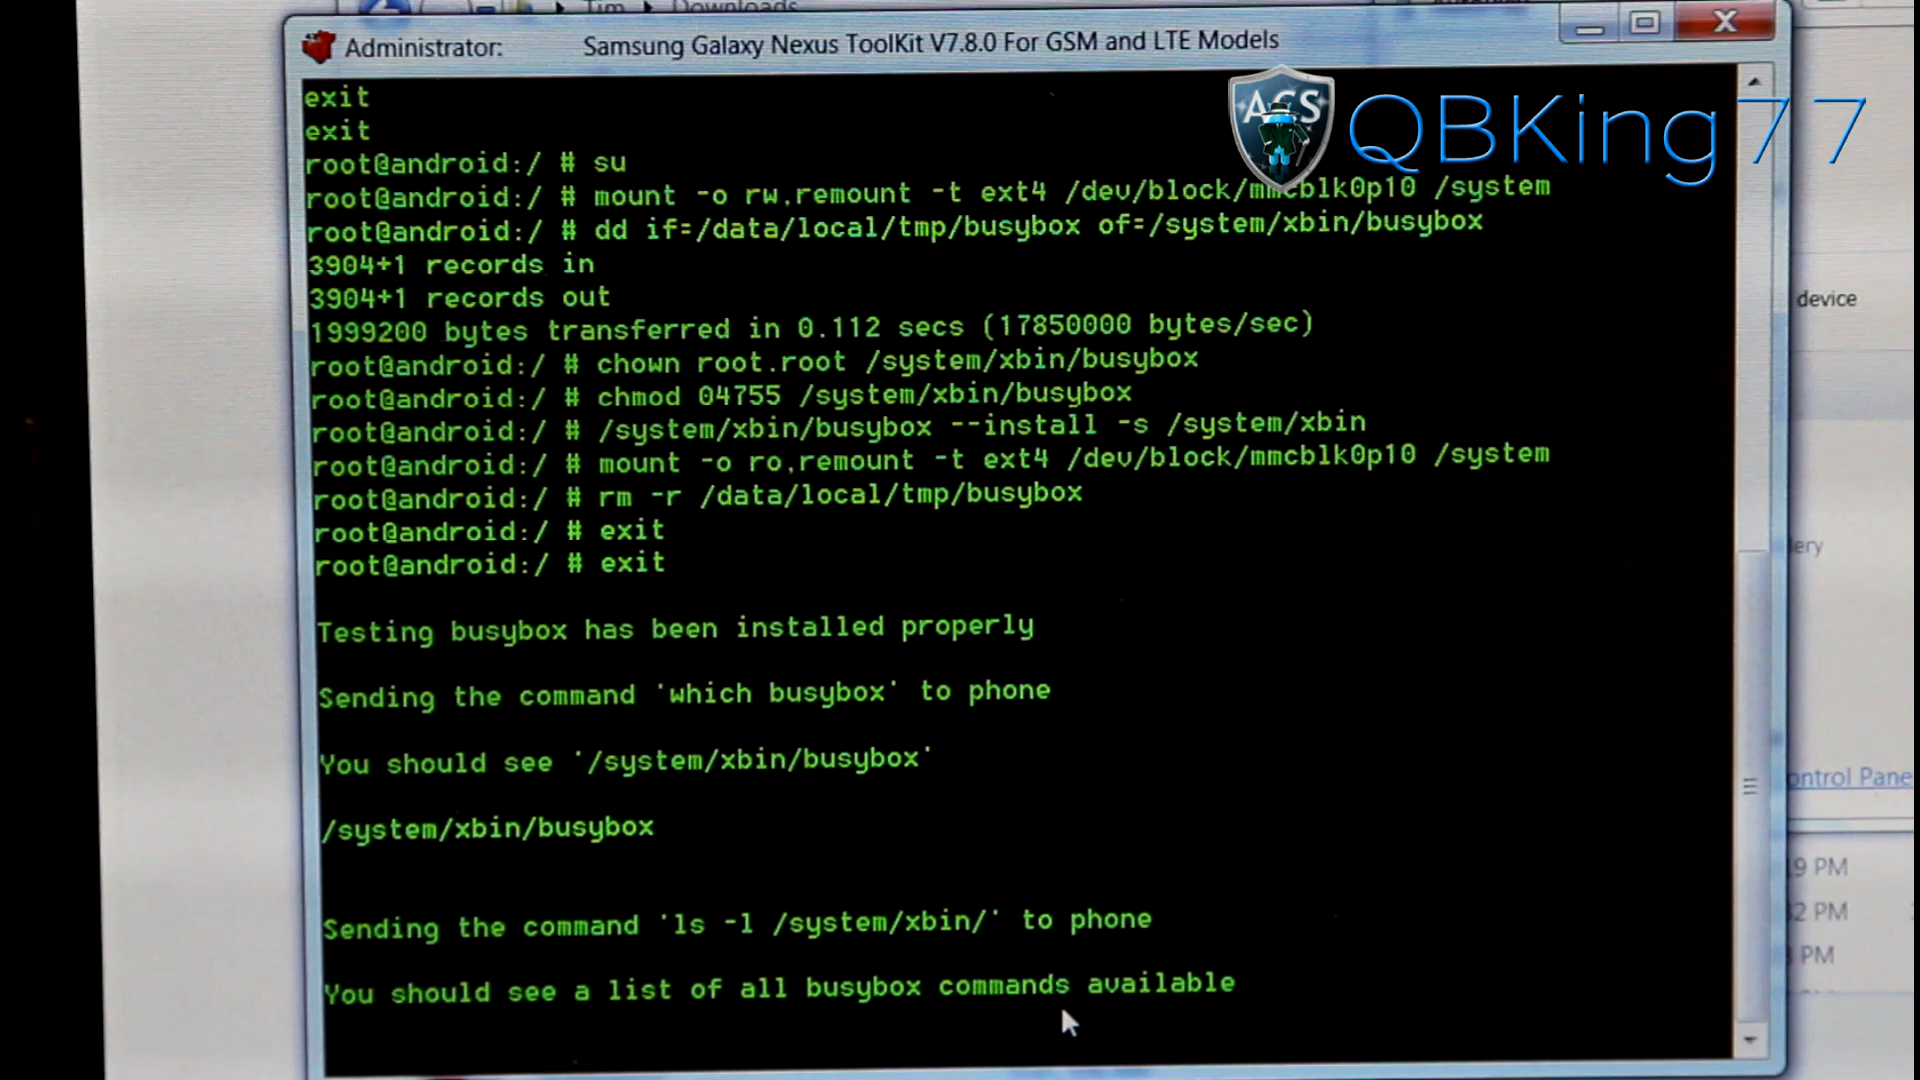 Tim Downloads
Administrator: Samsung Galaxy Nexus ToolKit V7.8.0 For GSM and LTE Models
ACS QBKing77
exit
exit
root@android:/ # su
root@android:/ # mount -o rw,remount -t ext4 /dev/block/mmcblk0p10 /system
root@android:/ # dd if=/data/local/tmp/busybox of=/system/xbin/busybox
3904+1 records in
3904+1 records out
1999200 bytes transferred in 0.112 secs (17850000 bytes/sec)
root@android:/ # chown root.root /system/xbin/busybox
root@android:/ # chmod 04755 /system/xbin/busybox
root@android:/ # /system/xbin/busybox --install -s /system/xbin
root@android:/ # mount -o ro,remount -t ext4 /dev/block/mmcblk0p10 /system
root@android:/ # rm -r /data/local/tmp/busybox
root@android:/ # exit
root@android:/ # exit
Testing busybox has been installed properly
Sending the command 'which busybox' to phone
You should see '/system/xbin/busybox'
/system/xbin/busybox
Sending the command 'ls -l /system/xbin/' to phone
You should see a list of all busybox commands available
device
ontrol Pane
9 PM
2 PM
PM